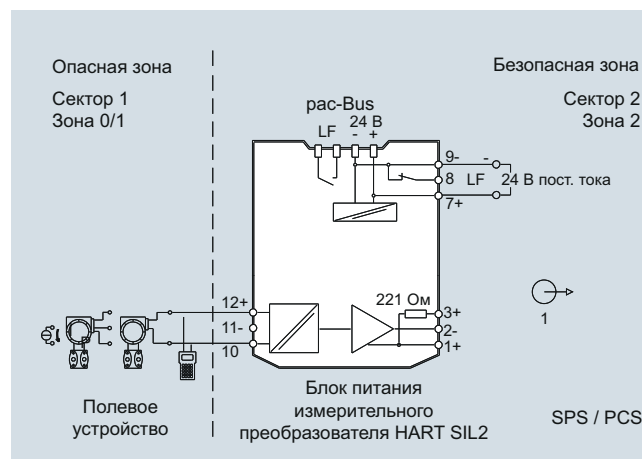 Опасная зона
Сектор 1
Зона 0/1
Безопасная зона
Сектор 2
Зона 2
pac-Bus
LF 24 В
- +
9- -
8 LF 24 В пост. тока
7+
12+
11-
10
221 Ом
3+
2-
1+
1
Полевое
устройство
Блок питания
измерительного
преобразователя HART SIL2
SPS / PCS